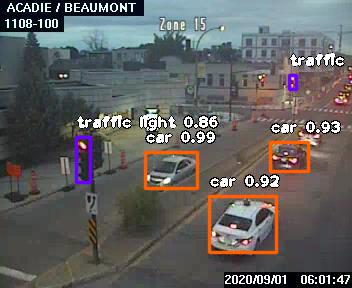 ACADIE / BEAUMONT
1108-100
Zone 15
traffic
traffic light 0.86
car 0.99
car 0.93
car 0.92
2020/09/01 06:01:47